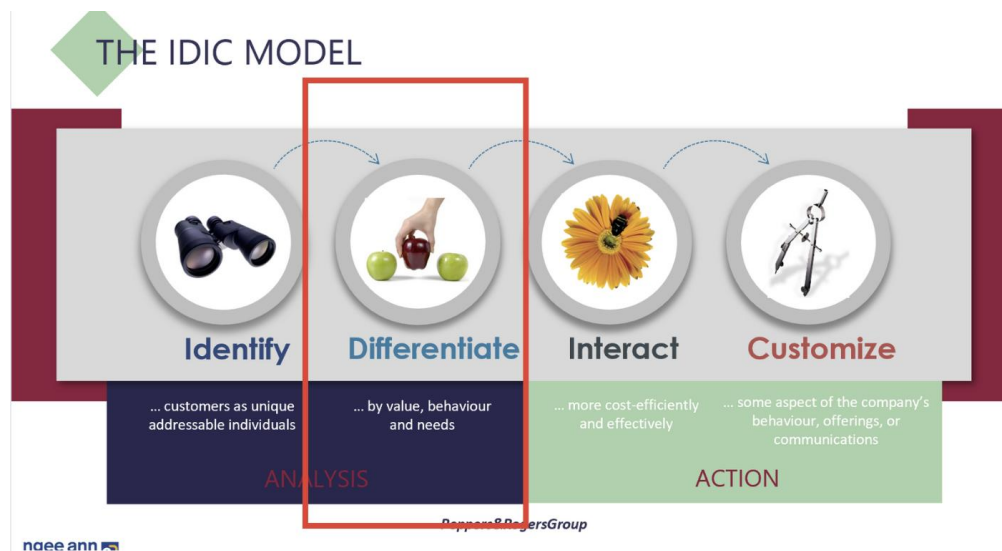 THE IDIC MODEL
Identify
Differentiate
Interact
Customize
... customers as unique
addressable individuals
... by value, behaviour
and needs
... more cost-efficiently
and effectively
... some aspect of the company's
behaviour, offerings, or
communications
ANALYSIS
ACTION
Peppers&RogersGroup
ngee ann